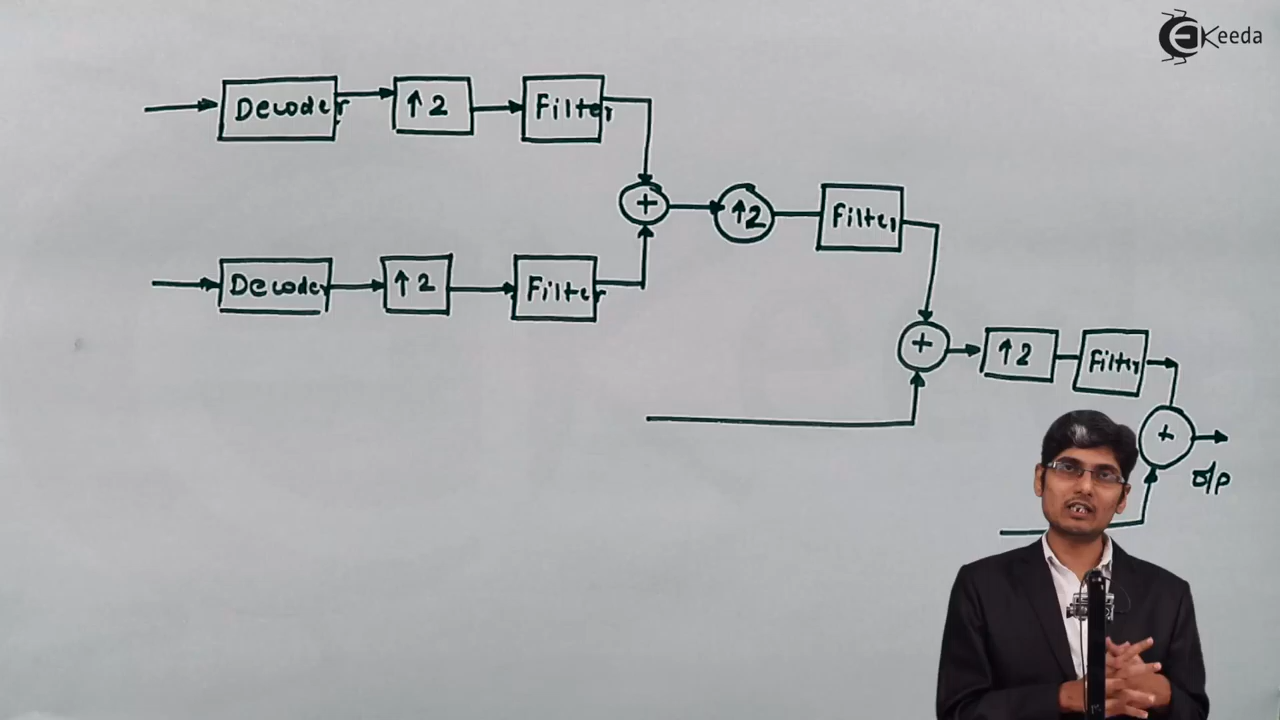 EKeeda
Decoder ↑2 Filter
+ ↑2 Filter
Decoder ↑2 Filter
+ ↑2 Filter
+
O/P